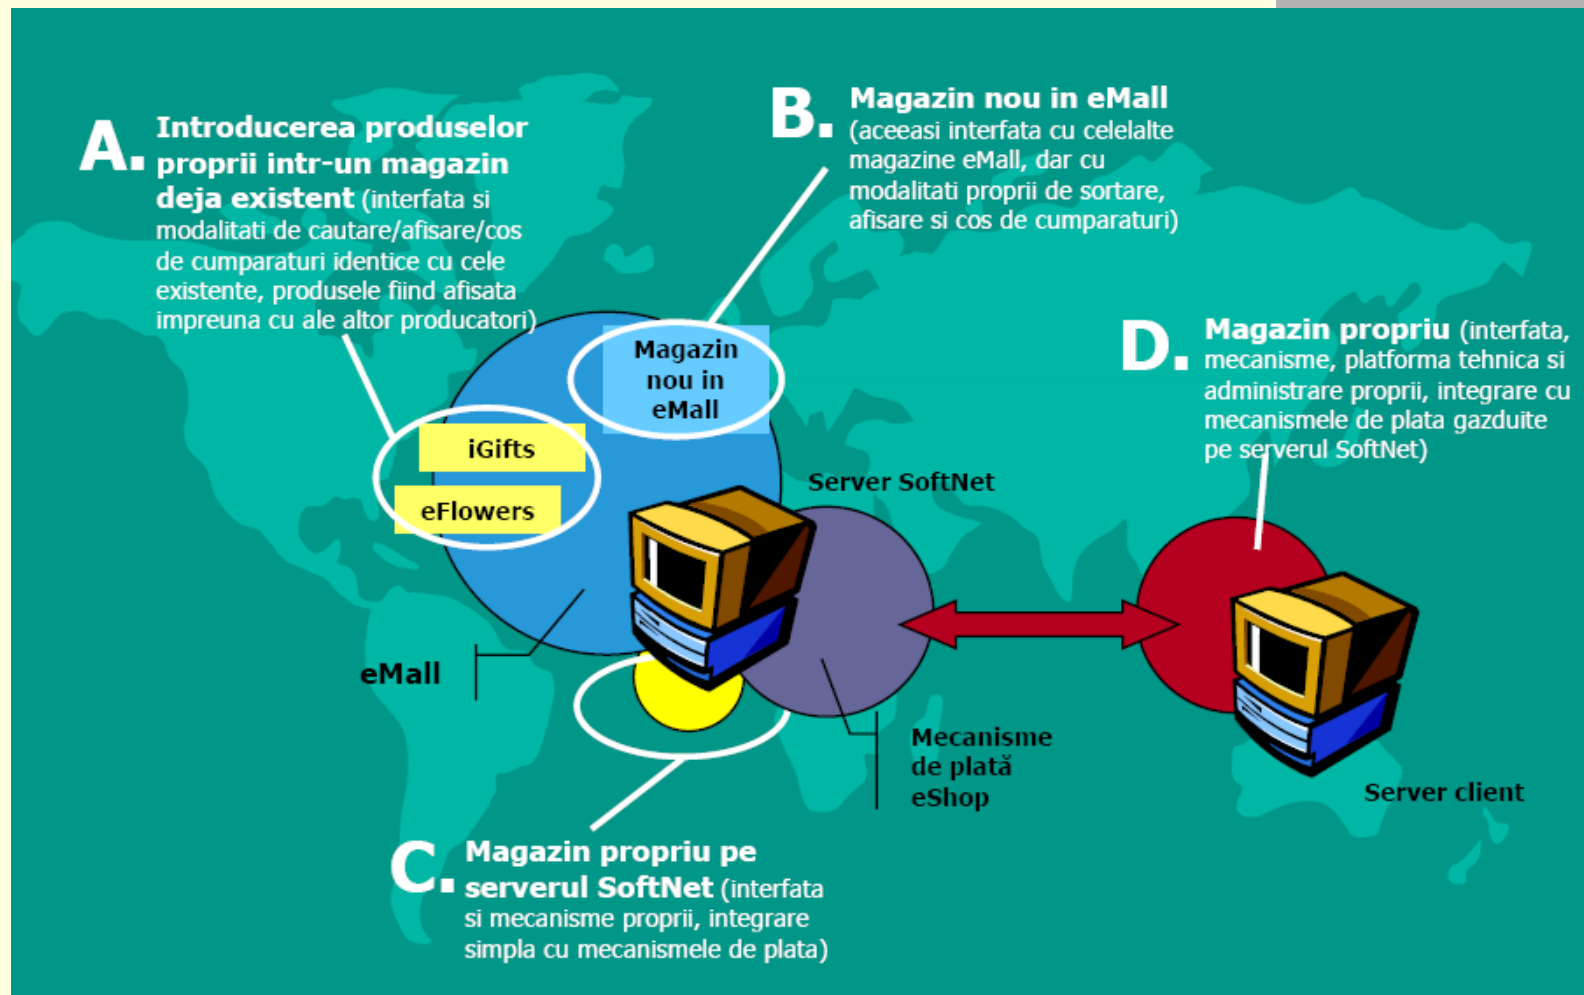 A.
Introducerea produselor
proprii intr-un magazin
deja existent (interfata si
modalitati de cautare/afisare/cos
de cumparaturi identice cu cele
existente, produsele fiind afisata
impreuna cu ale altor producatori)
B.
Magazin nou in eMall
(aceeasi interfata cu celelalte
magazine eMall, dar cu
modalitati proprii de sortare,
afisare si cos de cumparaturi)
D.
Magazin propriu (interfata,
mecanisme, platforma tehnica si
administrare proprii, integrare cu
mecanismele de plata gazduite
pe serverul SoftNet)
Magazin
nou in
eMall
iGifts
eFlowers
Server SoftNet
eMall
Mecanisme
de plată
eShop
Server client
C.
Magazin propriu pe
serverul SoftNet (interfata
si mecanisme proprii, integrare
simpla cu mecanismele de plata)